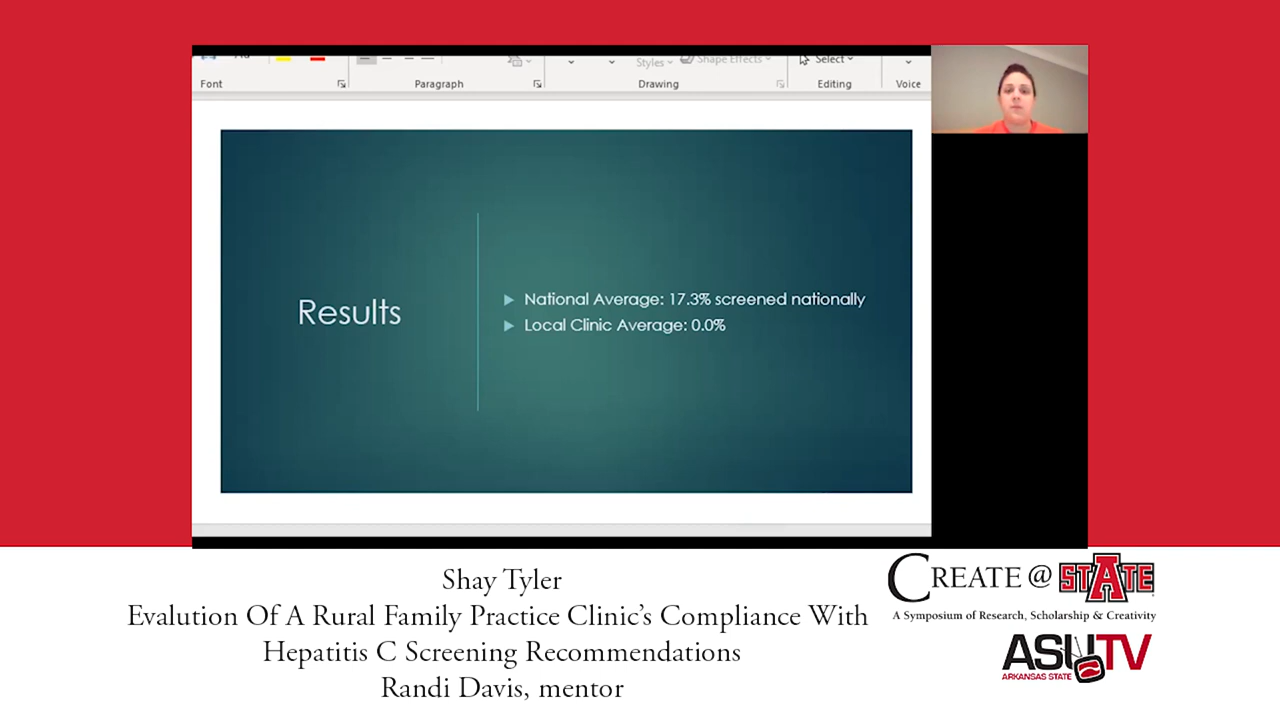 Select
Styles
Shape Effects
Font
Paragraph
Drawing
Editing
Voice
Results
National Average: 17.3% screened nationally
Local Clinic Average: 0.0%
Shay Tyler
Evalution Of A Rural Family Practice Clinic's Compliance With
Hepatitis C Screening Recommendations
Randi Davis, mentor
CREATE @ STATE
A Symposium of Research, Scholarship & Creativity
ASU TV
ARKANSAS STATE